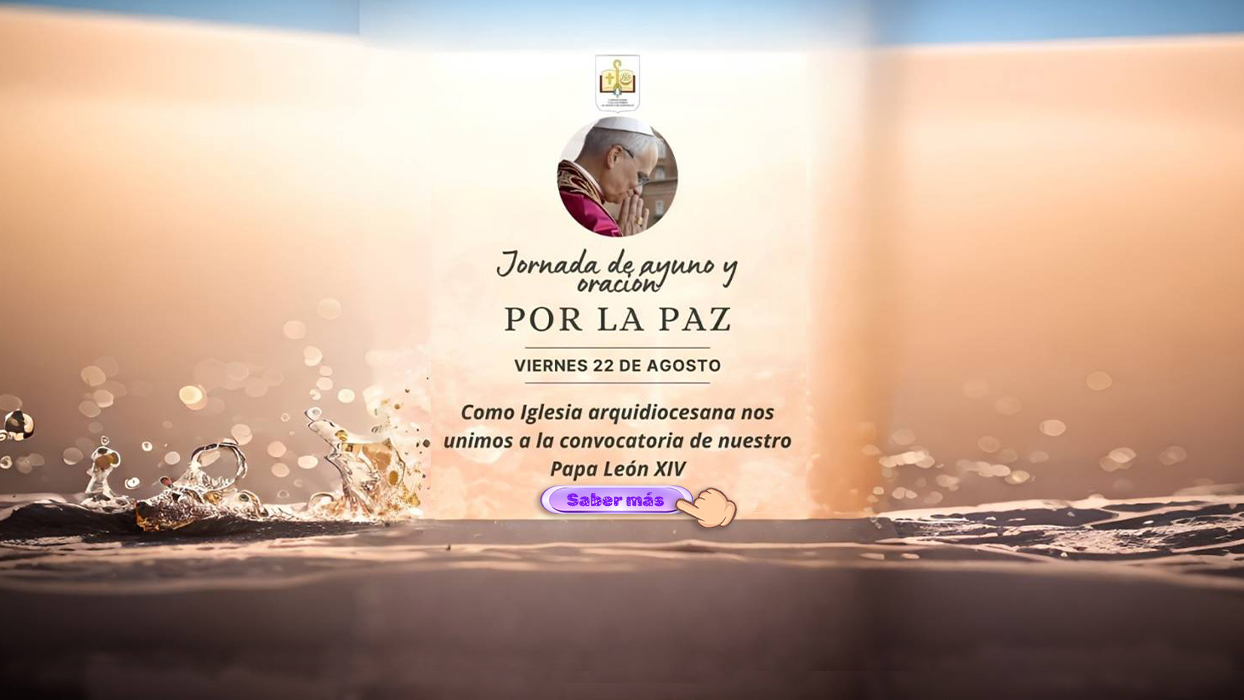 Jornada de ayuno y
oración
POR LA PAZ
VIERNES 22 DE AGOSTO
Como Iglesia arquidiocesana nos
unimos a la convocatoria de nuestro
Papa León XIV
Saber más